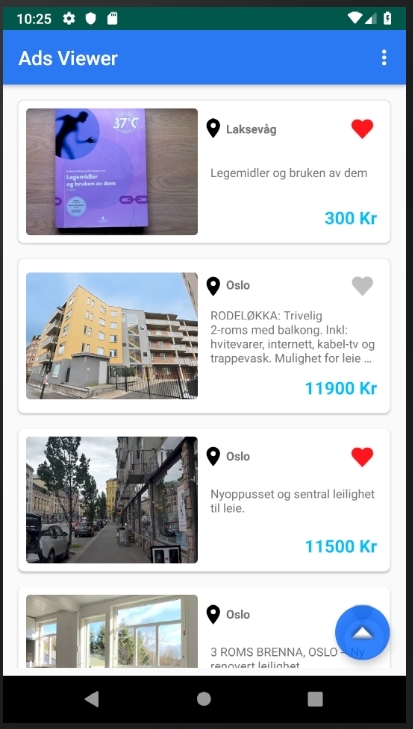 10:25
Ads Viewer
37°C
Legemidler
og bruken av dem
Laksevåg
Legemidler og bruken av dem
300 Kr
Oslo
RODELØKKA: Trivelig
2-roms med balkong. Inkl:
hvitevarer, internett, kabel-tv og
trappevask. Mulighet for leie ...
11900 Kr
Oslo
Nyoppusset og sentral leilighet
til leie.
11500 Kr
Oslo
3 ROMS BRENNA, OSLO – Ny
renovert leilighet